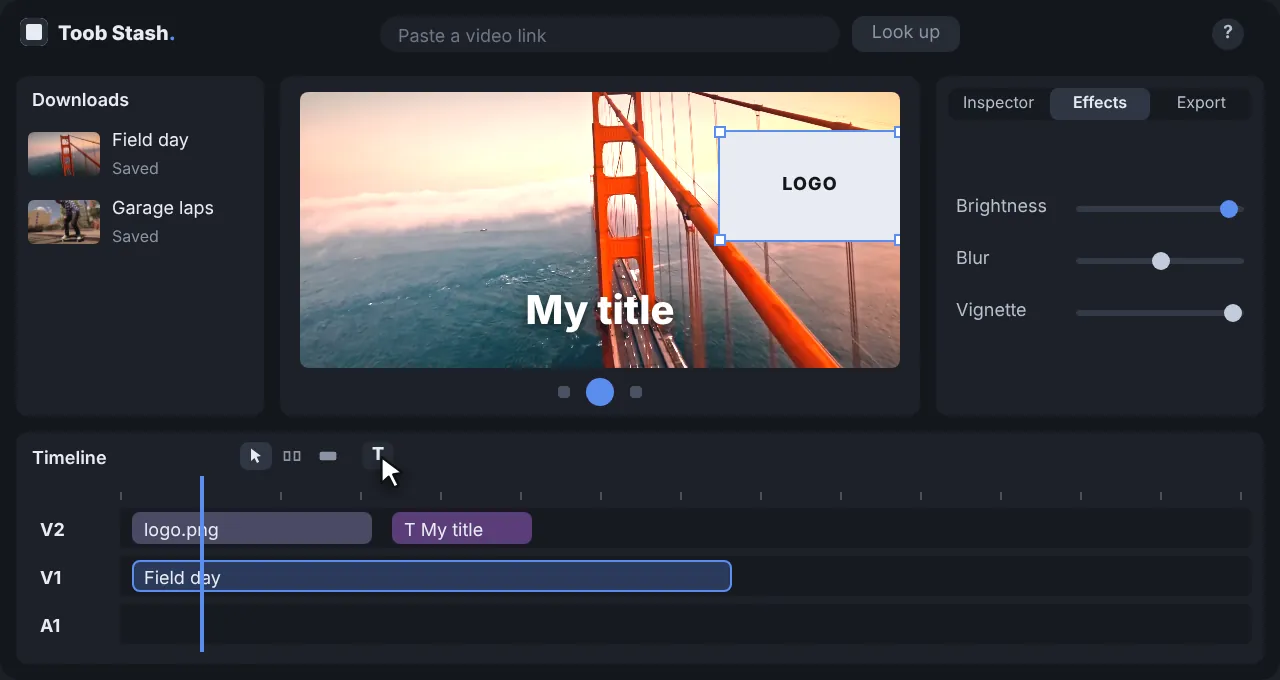 Toob Stash.
Paste a video link
Look up
?
Downloads
Field day
Saved
Garage laps
Saved
LOGO
My title
Inspector
Effects
Export
Brightness
Blur
Vignette
Timeline
T
V2
logo.png
T My title
V1
Field day
A1